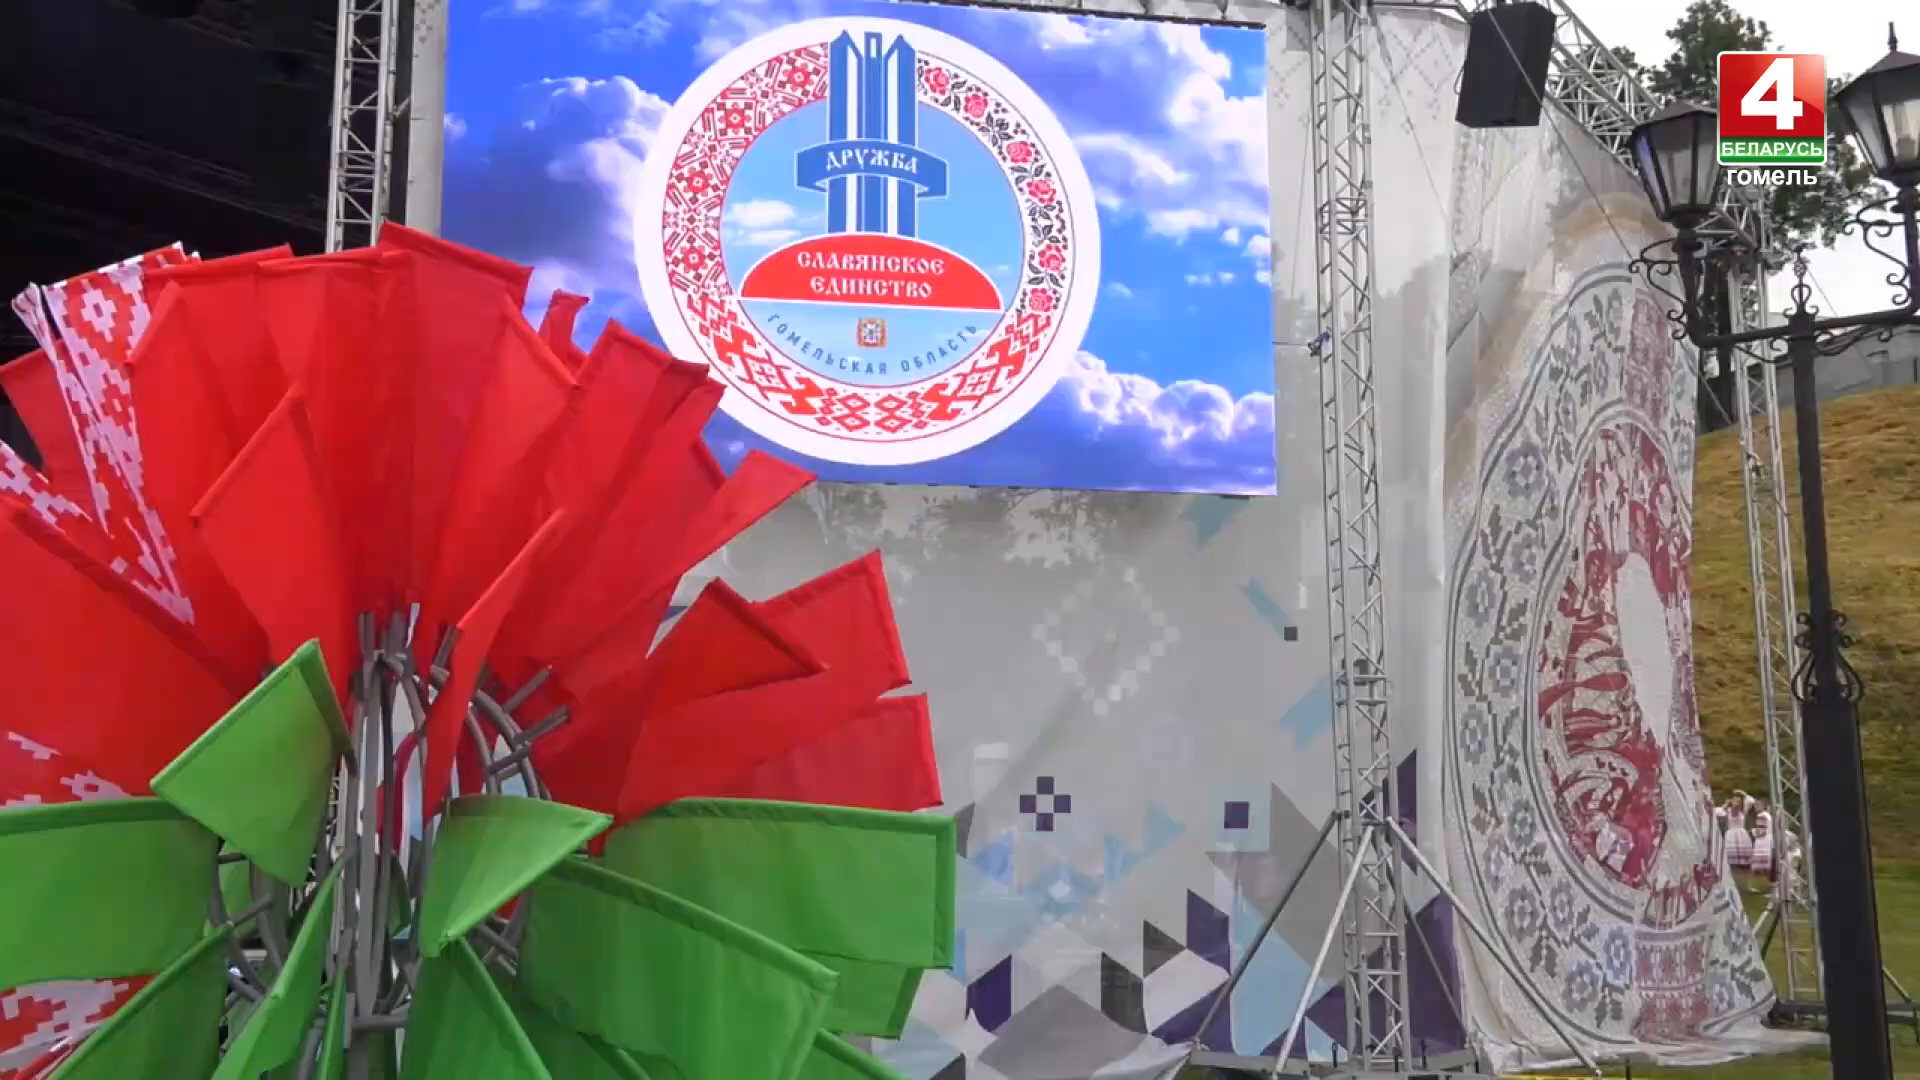 ДРУЖБА
СЛАВЯНСКОЕ
ЕДИНСТВО
ГОМЕЛЬСКАЯ ОБЛАСТЬ
4
БЕЛАРУСЬ
гомель